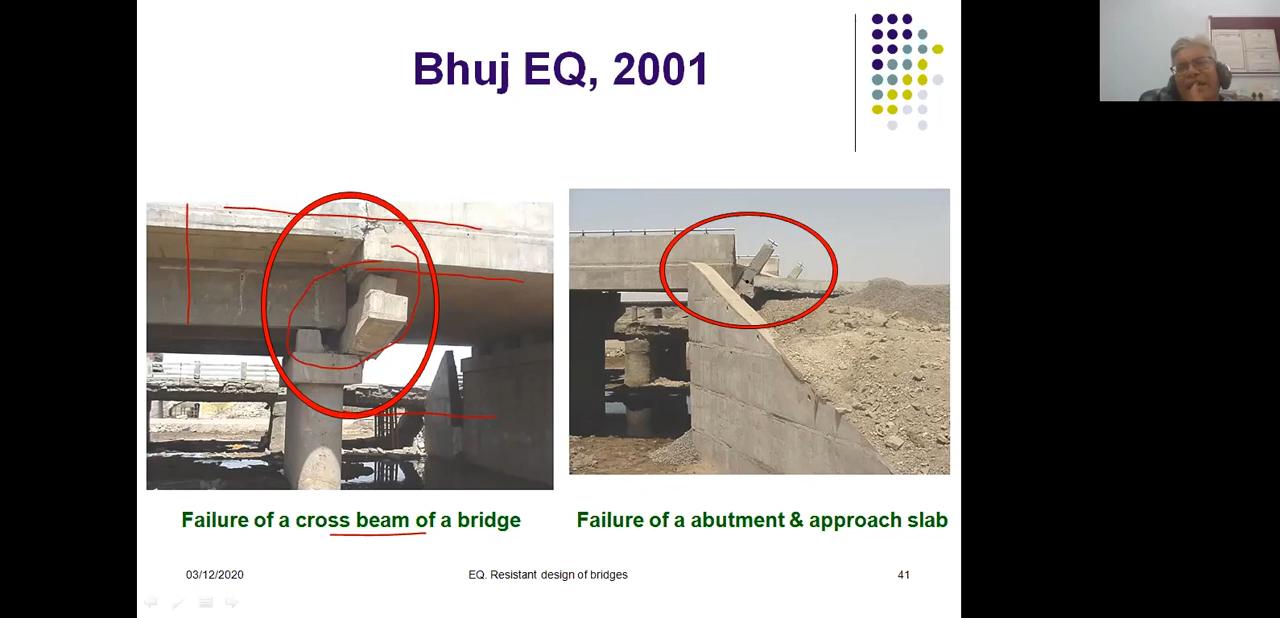 Bhuj EQ, 2001
Failure of a cross beam of a bridge
Failure of a abutment & approach slab
03/12/2020
EQ. Resistant design of bridges
41